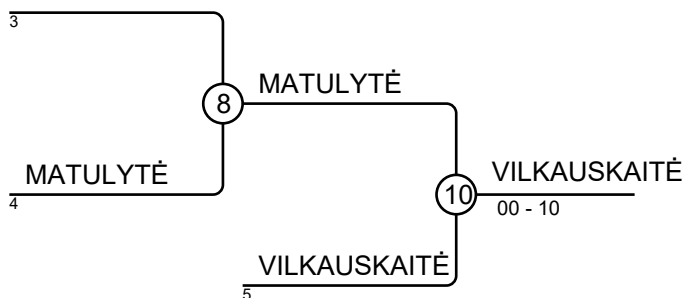 3
8
MATULYTĖ
MATULYTĖ
4
10
VILKAUSKAITĖ
00 - 10
VILKAUSKAITĖ
5